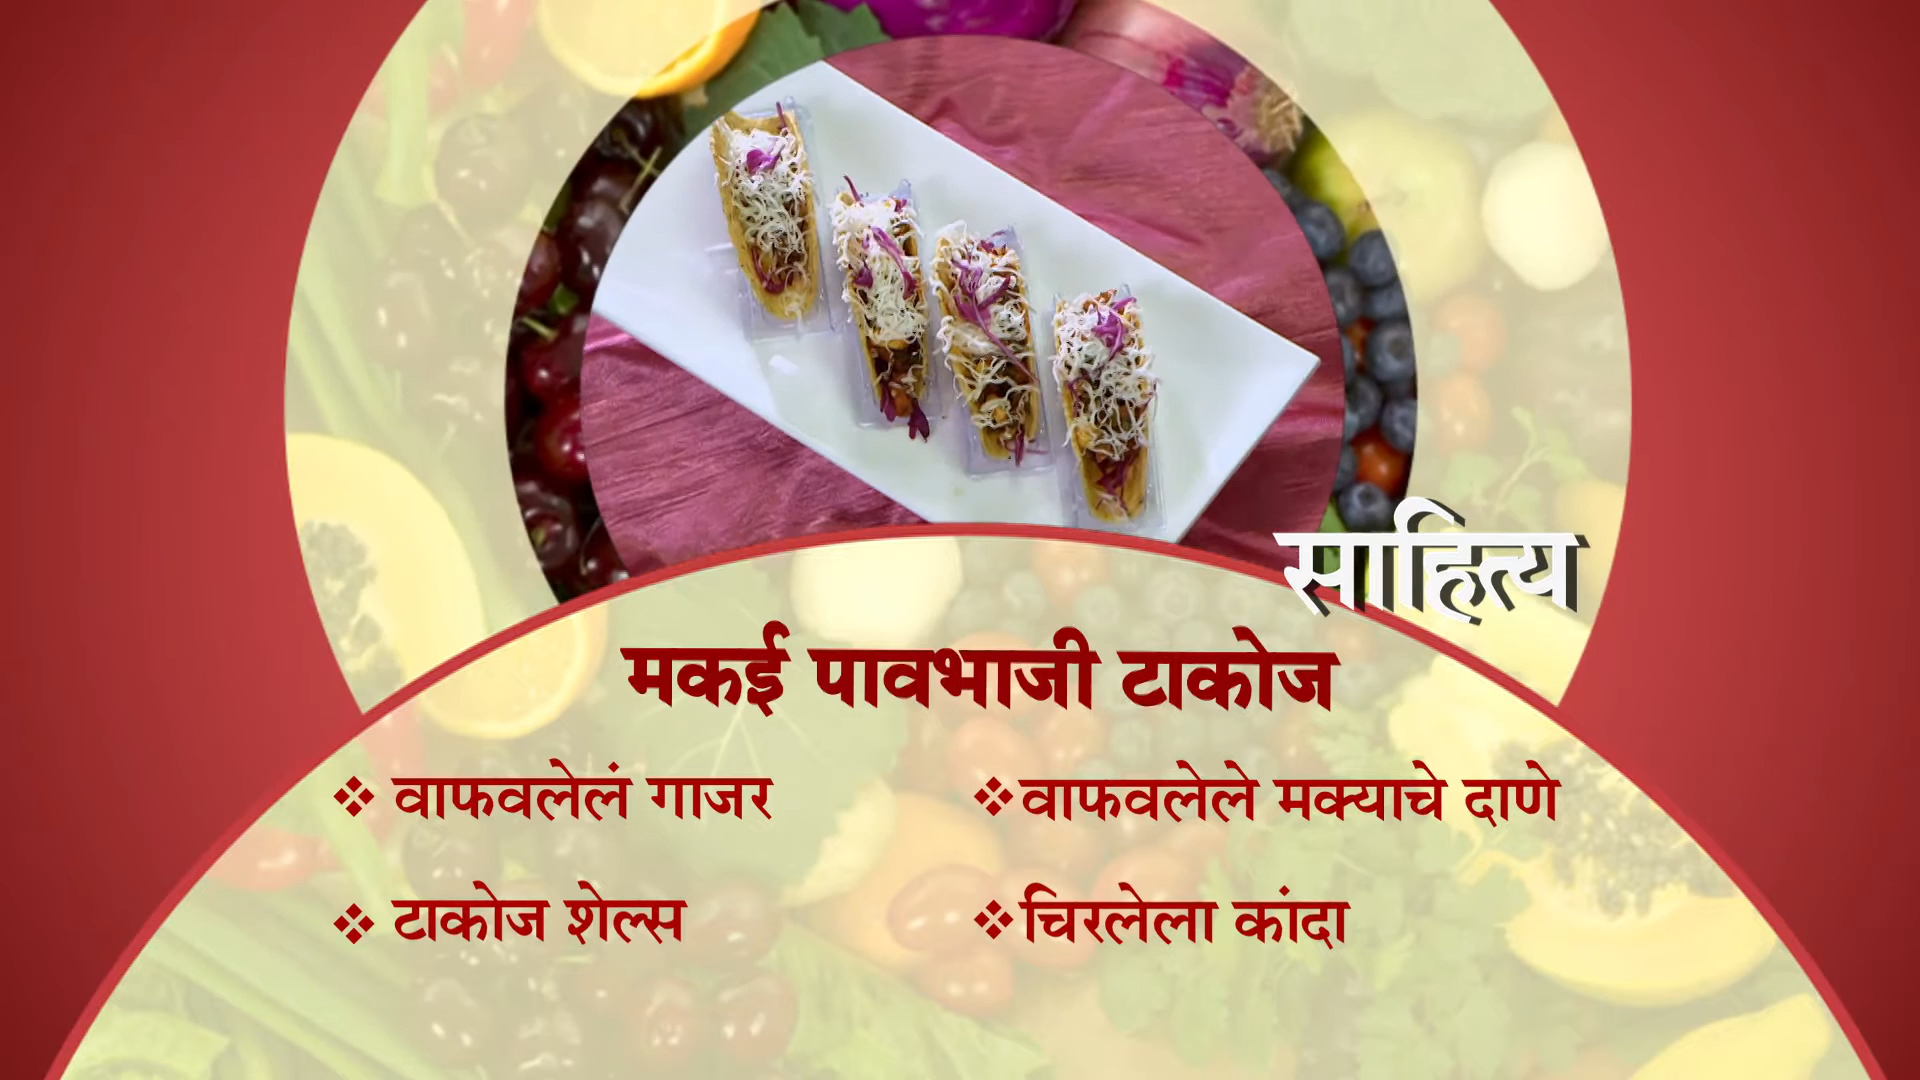 साहित्य
मकई पावभाजी टाकोज
❖ वाफवलेलं गाजर
❖ वाफवलेले मक्याचे दाणे
❖ टाकोज शेल्स
❖ चिरलेला कांदा